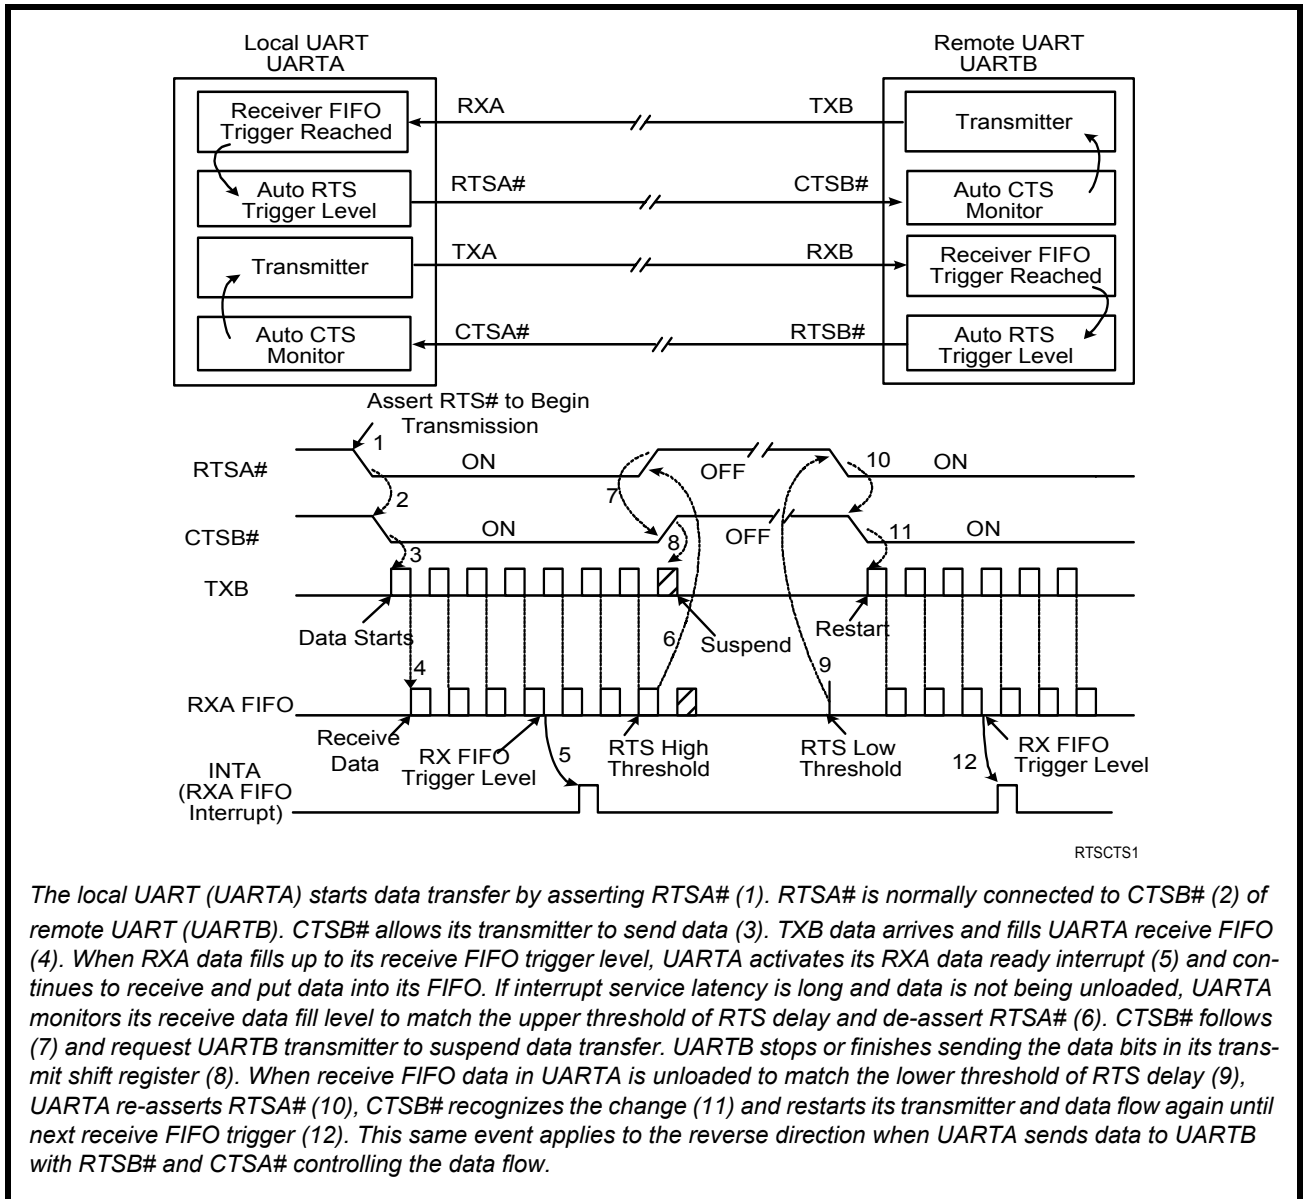 Local UART
UARTA
Remote UART
UARTB
Receiver FIFO
Trigger Reached
RXA
TXB
Transmitter
Auto RTS
Trigger Level
RTSA#
CTSB#
Auto CTS
Monitor
Transmitter
TXA
RXB
Receiver FIFO
Trigger Reached
Auto CTS
Monitor
CTSA#
RTSB#
Auto RTS
Trigger Level
Assert RTS# to Begin
Transmission
RTSA#
1
ON
7
OFF
10
ON
2
CTSB#
ON
8
OFF
11
ON
3
TXB
Data Starts
6
Suspend
Restart
4
9
RXA FIFO
Receive
Data
RX FIFO
Trigger Level
5
RTS High
Threshold
RTS Low
Threshold
12
RX FIFO
Trigger Level
INTA
(RXA FIFO
Interrupt)
RTSCTS1
The local UART (UARTA) starts data transfer by asserting RTSA# (1). RTSA# is normally connected to CTSB# (2) of
remote UART (UARTB). CTSB# allows its transmitter to send data (3). TXB data arrives and fills UARTA receive FIFO
(4). When RXA data fills up to its receive FIFO trigger level, UARTA activates its RXA data ready interrupt (5) and con-
tinues to receive and put data into its FIFO. If interrupt service latency is long and data is not being unloaded, UARTA
monitors its receive data fill level to match the upper threshold of RTS delay and de-assert RTSA# (6). CTSB# follows
(7) and request UARTB transmitter to suspend data transfer. UARTB stops or finishes sending the data bits in its trans-
mit shift register (8). When receive FIFO data in UARTA is unloaded to match the lower threshold of RTS delay (9),
UARTA re-asserts RTSA# (10), CTSB# recognizes the change (11) and restarts its transmitter and data flow again until
next receive FIFO trigger (12). This same event applies to the reverse direction when UARTA sends data to UARTB
with RTSB# and CTSA# controlling the data flow.